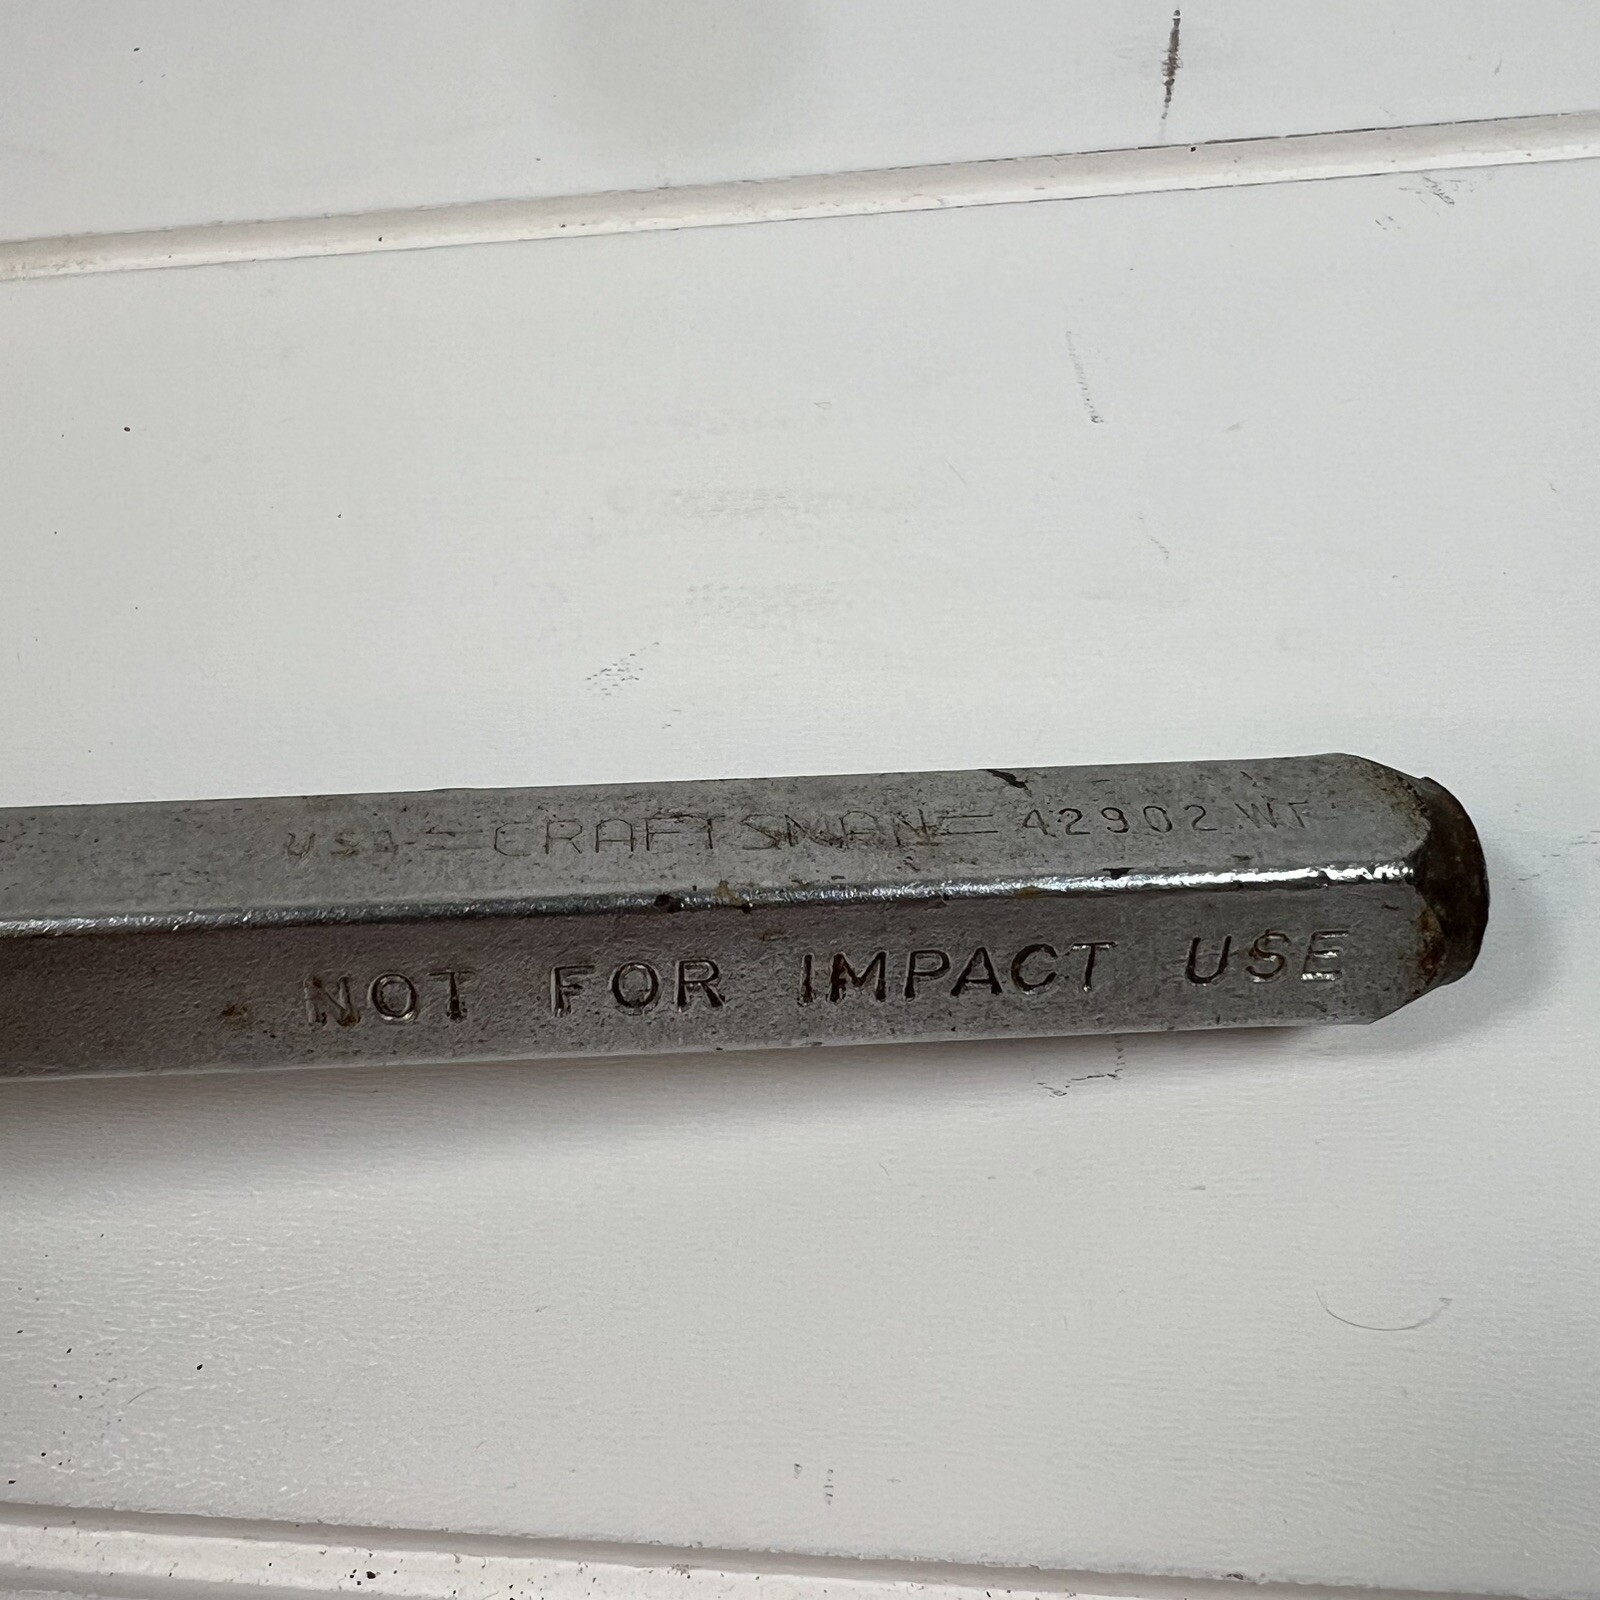 USA =CRAFTSMAN= 42902 WF
NOT FOR IMPACT USE